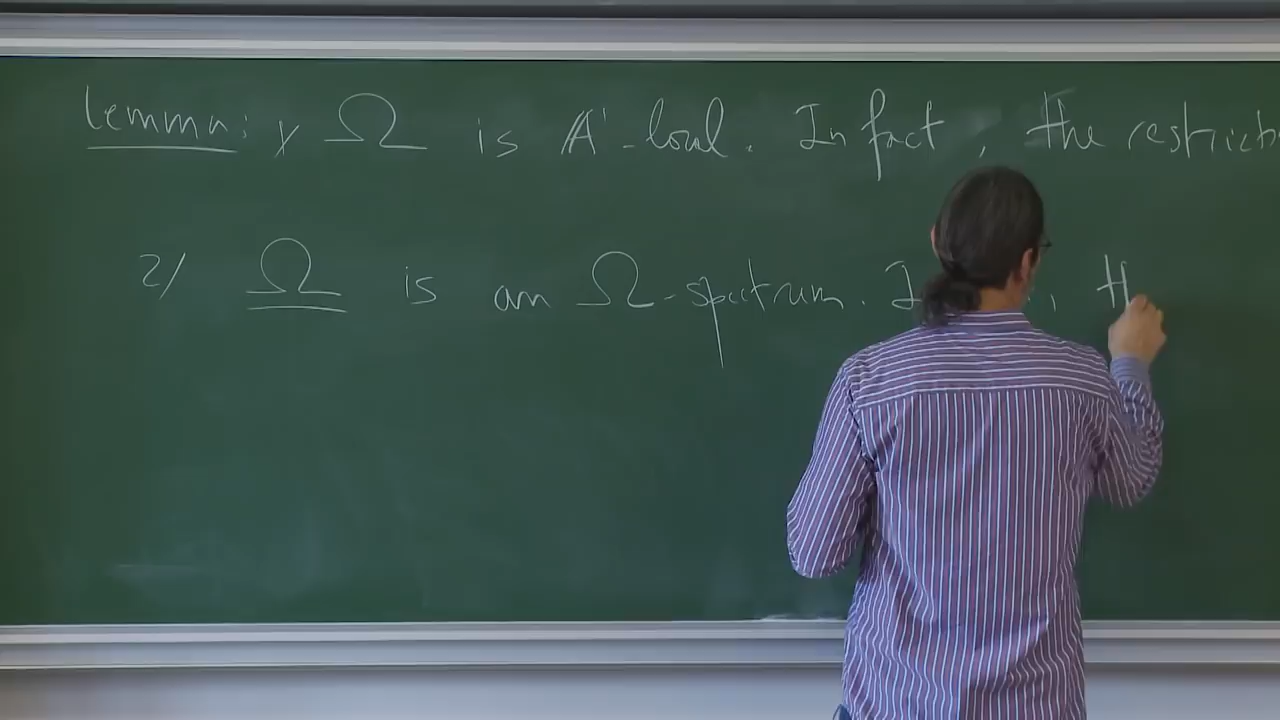 Lemma: 1/ Ω is A¹-local. In fact, the restricti
2/ Ω is an Ω-spectrum. I , H